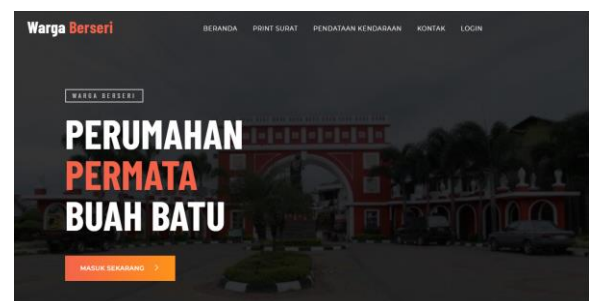 Warga Berseri
BERANDA PRINT SURAT PENDATAAN KENDARAAN KONTAK LOGIN
WARGA BERSERI
PERUMAHAN
PERMATA
BUAH BATU
MASUK SEKARANG >